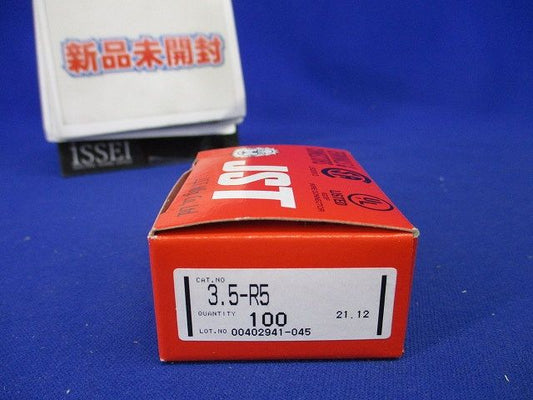 新品未開封
ISSEI
JST
CAT.NO
3.5-R5
QUANTITY 100 21.12
LOT.NO 00402941-045